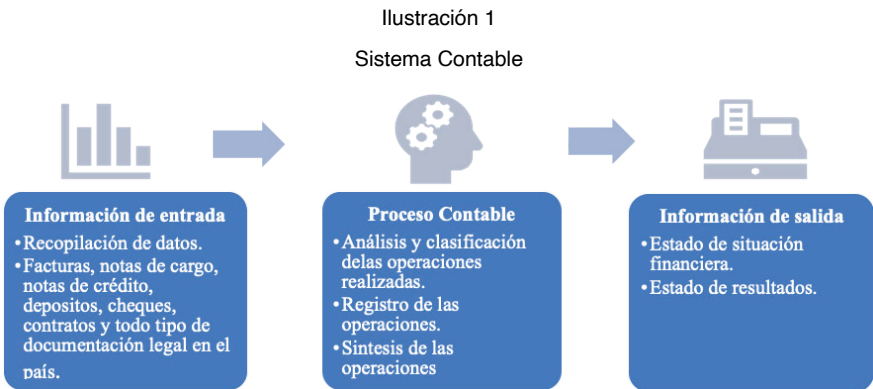 Ilustración 1
Sistema Contable
Información de entrada
•Recopilación de datos.
•Facturas, notas de cargo,
notas de crédito,
depositos, cheques,
contratos y todo tipo de
documentación legal en el
país.
Proceso Contable
•Análisis y clasificación
delas operaciones
realizadas.
•Registro de las
operaciones.
•Sintesis de las
operaciones
Información de salida
•Estado de situación
financiera.
•Estado de resultados.